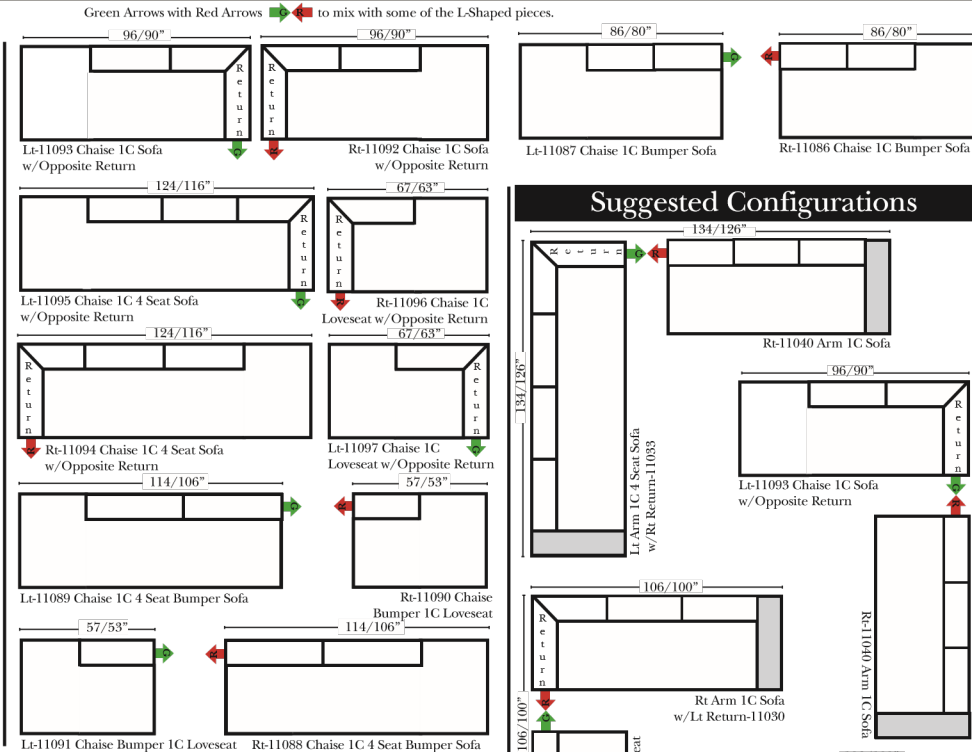 Green Arrows with Red Arrows G R to mix with some of the L-Shaped pieces.
96/90”
Return
G
Lt-11093 Chaise 1C Sofa
w/Opposite Return
96/90”
Return
R
Rt-11092 Chaise 1C Sofa
w/Opposite Return
86/80”
G
Lt-11087 Chaise 1C Bumper Sofa
86/80”
R
Rt-11086 Chaise 1C Bumper Sofa
124/116”
Return
G
Lt-11095 Chaise 1C 4 Seat Sofa
w/Opposite Return
67/63”
Return
R
Rt-11096 Chaise 1C
Loveseat w/Opposite Return
124/116”
Return
R
Rt-11094 Chaise 1C 4 Seat Sofa
w/Opposite Return
67/63”
Return
G
Lt-11097 Chaise 1C
Loveseat w/Opposite Return
114/106”
G
Lt-11089 Chaise 1C 4 Seat Bumper Sofa
57/53”
R
Rt-11090 Chaise
Bumper 1C Loveseat
57/53”
G
Lt-11091 Chaise Bumper 1C Loveseat
114/106”
R
Rt-11088 Chaise 1C 4 Seat Bumper Sofa
Suggested Configurations
134/126”
Return
G R
134/126”
Rt-11040 Arm 1C Sofa
Lt Arm 1C 4 Seat Sofa
w/Rt Return-11033
96/90”
Return
Lt-11093 Chaise 1C Sofa
w/Opposite Return
G
R
Rt-11040 Arm 1C Sofa
106/100”
Return
Rt Arm 1C Sofa
w/Lt Return-11030
R
G
106/100”